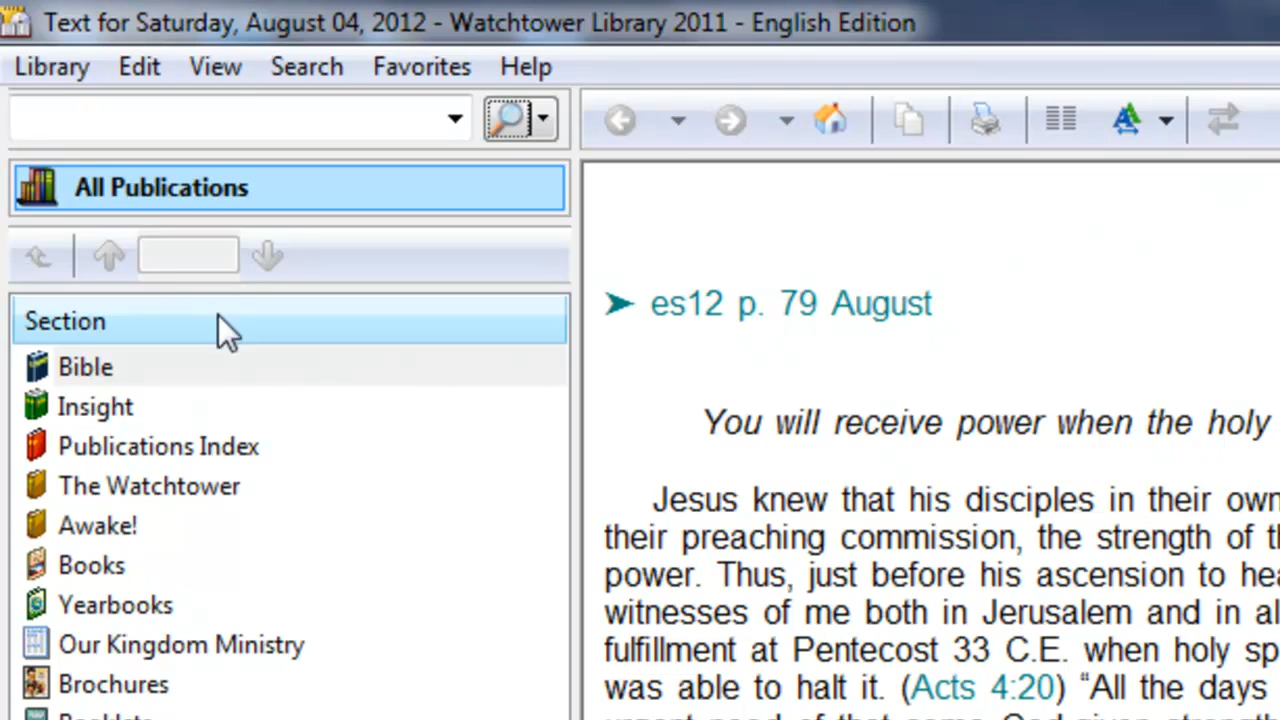 Text for Saturday, August 04, 2012 - Watchtower Library 2011 - English Edition
Library Edit View Search Favorites Help
All Publications
Section
Bible
Insight
Publications Index
The Watchtower
Awake!
Books
Yearbooks
Our Kingdom Ministry
Brochures
➤ es12 p. 79 August
You will receive power when the holy
Jesus knew that his disciples in their own
their preaching commission, the strength of
power. Thus, just before his ascension to
witnesses of me both in Jerusalem and in
fulfillment at Pentecost 33 C.E. when holy
was able to halt it. (Acts 4:20) “All the days